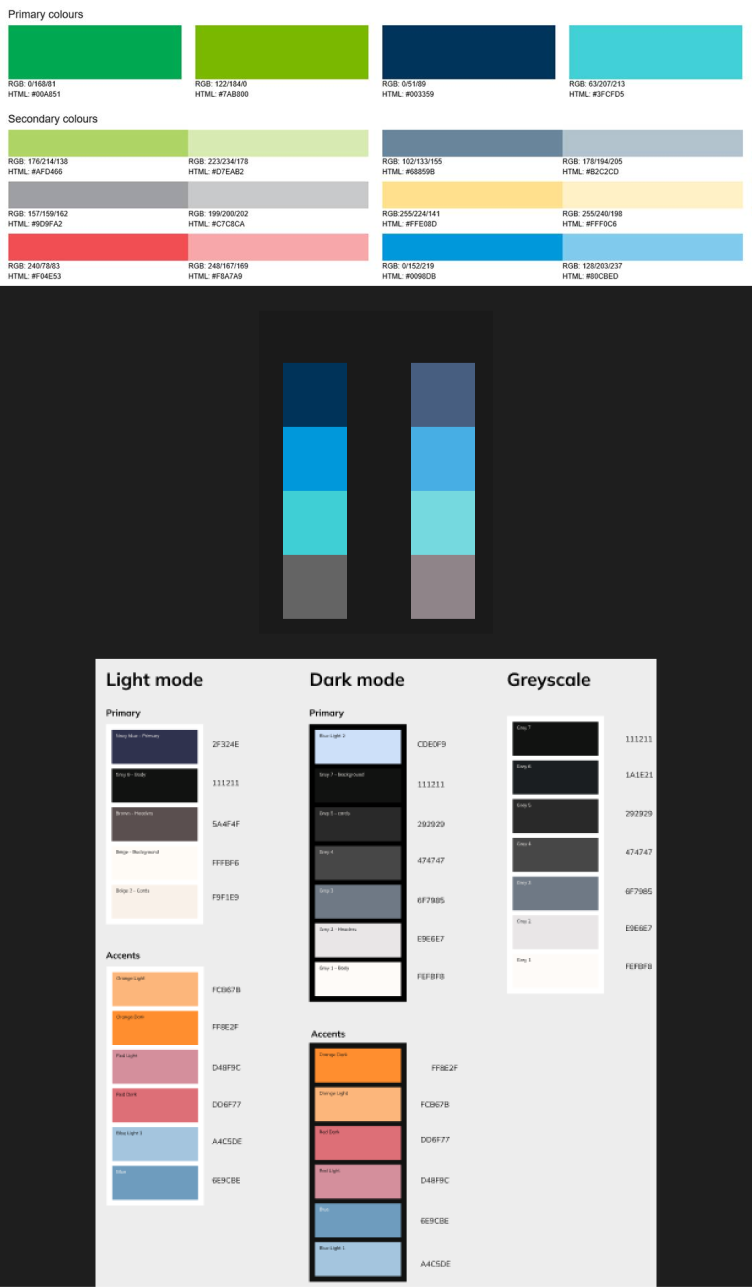 Primary colours
RGB: 0/168/81
HTML: #00A851
RGB: 122/184/0
HTML: #7AB800
RGB: 0/51/89
HTML: #003359
RGB: 63/207/213
HTML: #3FCFD5
Secondary colours
RGB: 176/214/138
HTML: #AFD466
RGB: 223/234/178
HTML: #D7EAB2
RGB: 102/133/155
HTML: #68859B
RGB: 178/194/205
HTML: #B2C2CD
RGB: 157/159/162
HTML: #9D9FA2
RGB: 199/200/202
HTML: #C7C8CA
RGB:255/224/141
HTML: #FFE08D
RGB: 255/240/198
HTML: #FFF0C6
RGB: 240/78/83
HTML: #F04E53
RGB: 248/167/169
HTML: #F8A7A9
RGB: 0/152/219
HTML: #0098DB
RGB: 128/203/237
HTML: #80CBED
Light mode
Primary
Navy blue - Primary
2F324E
Grey 8 - Body
111211
Brown - Headers
5A4F4F
Beige - Background
FFFBF6
Beige 2 - Cards
F9F1E9
Accents
Orange Light
FCB67B
Orange Dark
FF8E2F
Red Light
D48F9C
Red Dark
DD6F77
Blue Light 1
A4C5DE
Blue
6E9CBE
Dark mode
Primary
Blue Light 2
CDE0F9
Grey 7 - Background
111211
Grey 5 - cards
292929
Grey 4
474747
Grey 3
6F7985
Grey 2 - Headers
E9E6E7
Grey 1 - Body
FEFBF8
Accents
Orange Dark
FF8E2F
Orange Light
FCB67B
Red Dark
DD6F77
Red Light
D48F9C
Blue
6E9CBE
Blue Light 1
A4C5DE
Greyscale
Grey 7
111211
Grey 6
1A1E21
Grey 5
292929
Grey 4
474747
Grey 3
6F7985
Grey 2
E9E6E7
Grey 1
FEFBF8